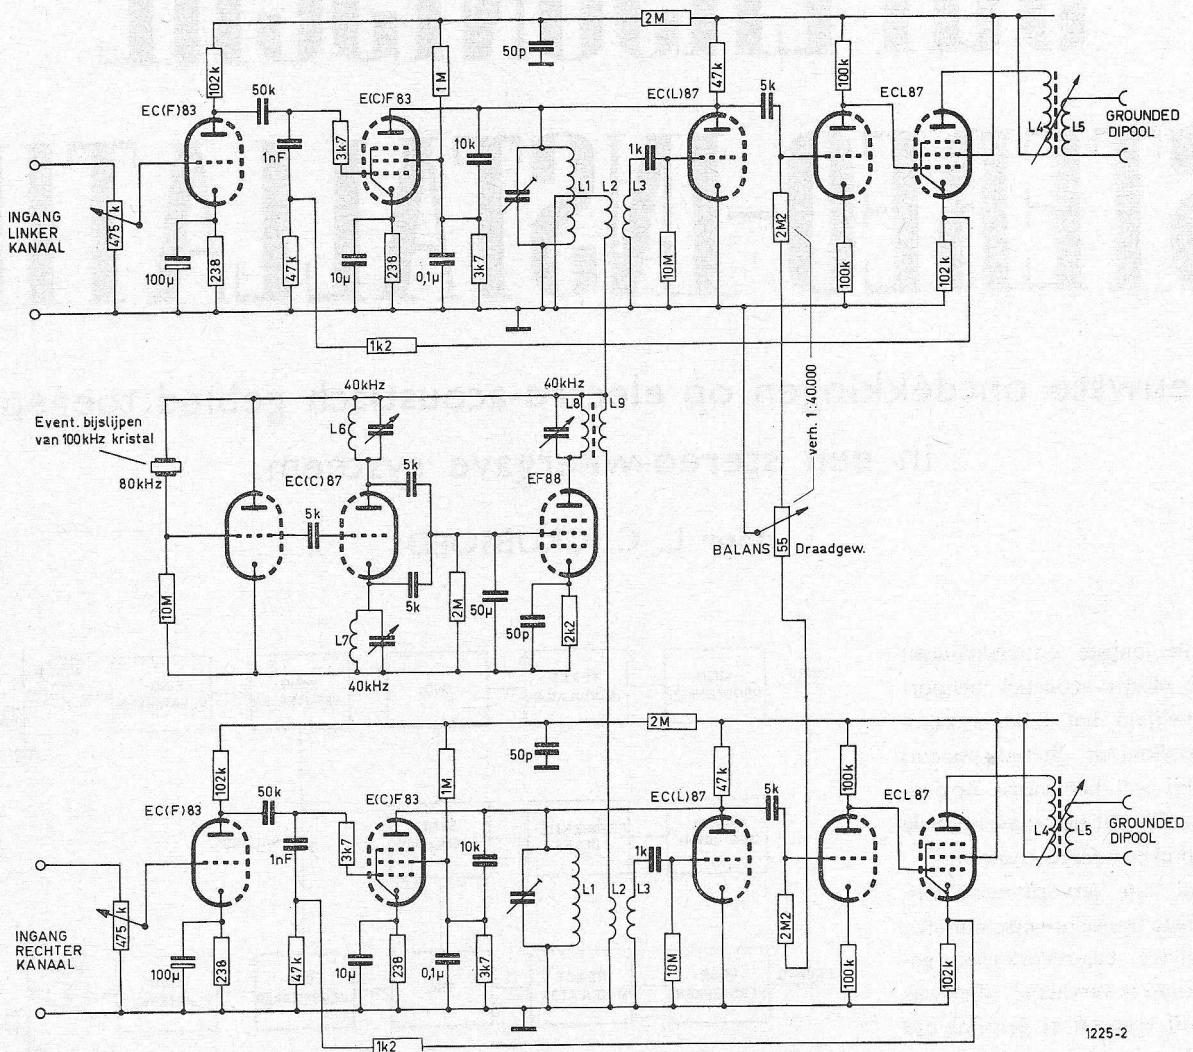 2M
50p
102k
EC(F)83
50k
1nF
3k7
E(C)F83
1M
10k
47k
EC(L)87
5k
100k
ECL87
L4
L5
GROUNDED
DIPOOL
L1
L2
L3
1k
INGANG
LINKER
KANAAL
475 k
100µ
238
47k
10µ
238
0,1µ
3k7
10M
2M2
100k
102k
1k2
verh. 1:40.000
Event. bijslijpen
van 100kHz kristal
80kHz
40kHz
L6
5k
EC(C)87
5k
40kHz
L8
L9
EF88
10M
L7
40kHz
5k
2M
50µ
50p
2k2
BALANS
55
Draadgew.
2M
50p
102k
EC(F)83
50k
1nF
3k7
E(C)F83
1M
10k
47k
EC(L)87
5k
100k
ECL87
L4
L5
GROUNDED
DIPOOL
L1
L2
L3
1k
INGANG
RECHTER
KANAAL
475 k
100µ
238
47k
10µ
238
0,1µ
3k7
10M
2M2
100k
102k
1k2
1225-2